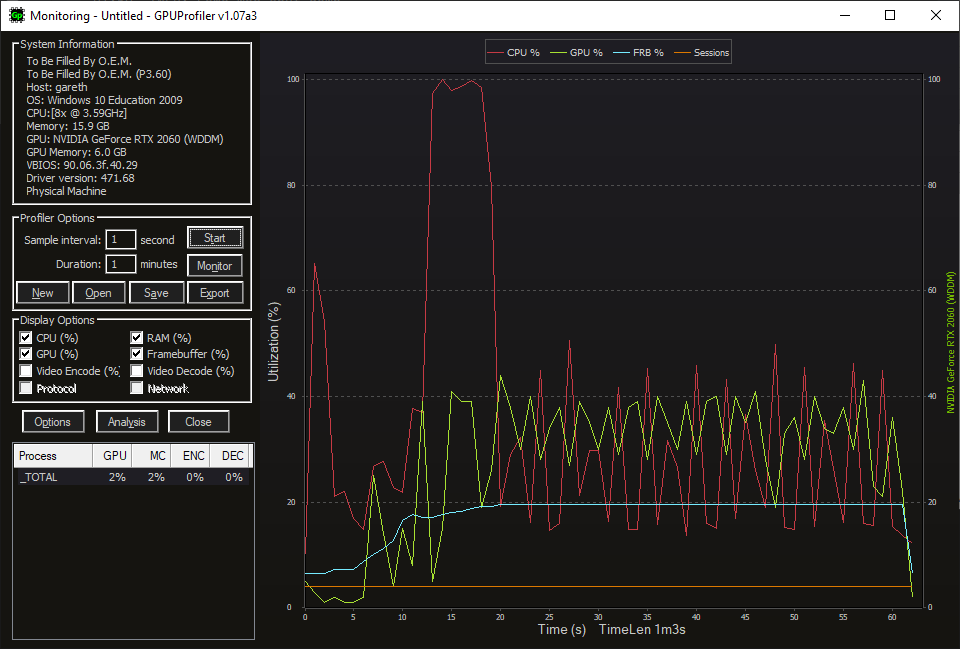 Monitoring - Untitled - GPUProfiler v1.07a3
System Information
To Be Filled By O.E.M.
To Be Filled By O.E.M. (P3.60)
Host: gareth
OS: Windows 10 Education 2009
CPU:[8x @ 3.59GHz]
Memory: 15.9 GB
GPU: NVIDIA GeForce RTX 2060 (WDDM)
GPU Memory: 6.0 GB
VBIOS: 90.06.3f.40.29
Driver version: 471.68
Physical Machine
Profiler Options
Sample interval: 1 second Start
Duration: 1 minutes Monitor
New Open Save Export
Display Options
CPU (%) RAM (%)
GPU (%) Framebuffer (%)
Video Encode (%) Video Decode (%)
Protocol Network
Options Analysis Close
Process GPU MC ENC DEC
_TOTAL 2% 2% 0% 0%
CPU % GPU % FRB % Sessions
100 100
80 80
60 60
40 40
20 20
0 0
Utilization (%)
NVIDIA GeForce RTX 2060 (WDDM)
0 5 10 15 20 25 30 35 40 45 50 55 60
Time (s) TimeLen 1m3s